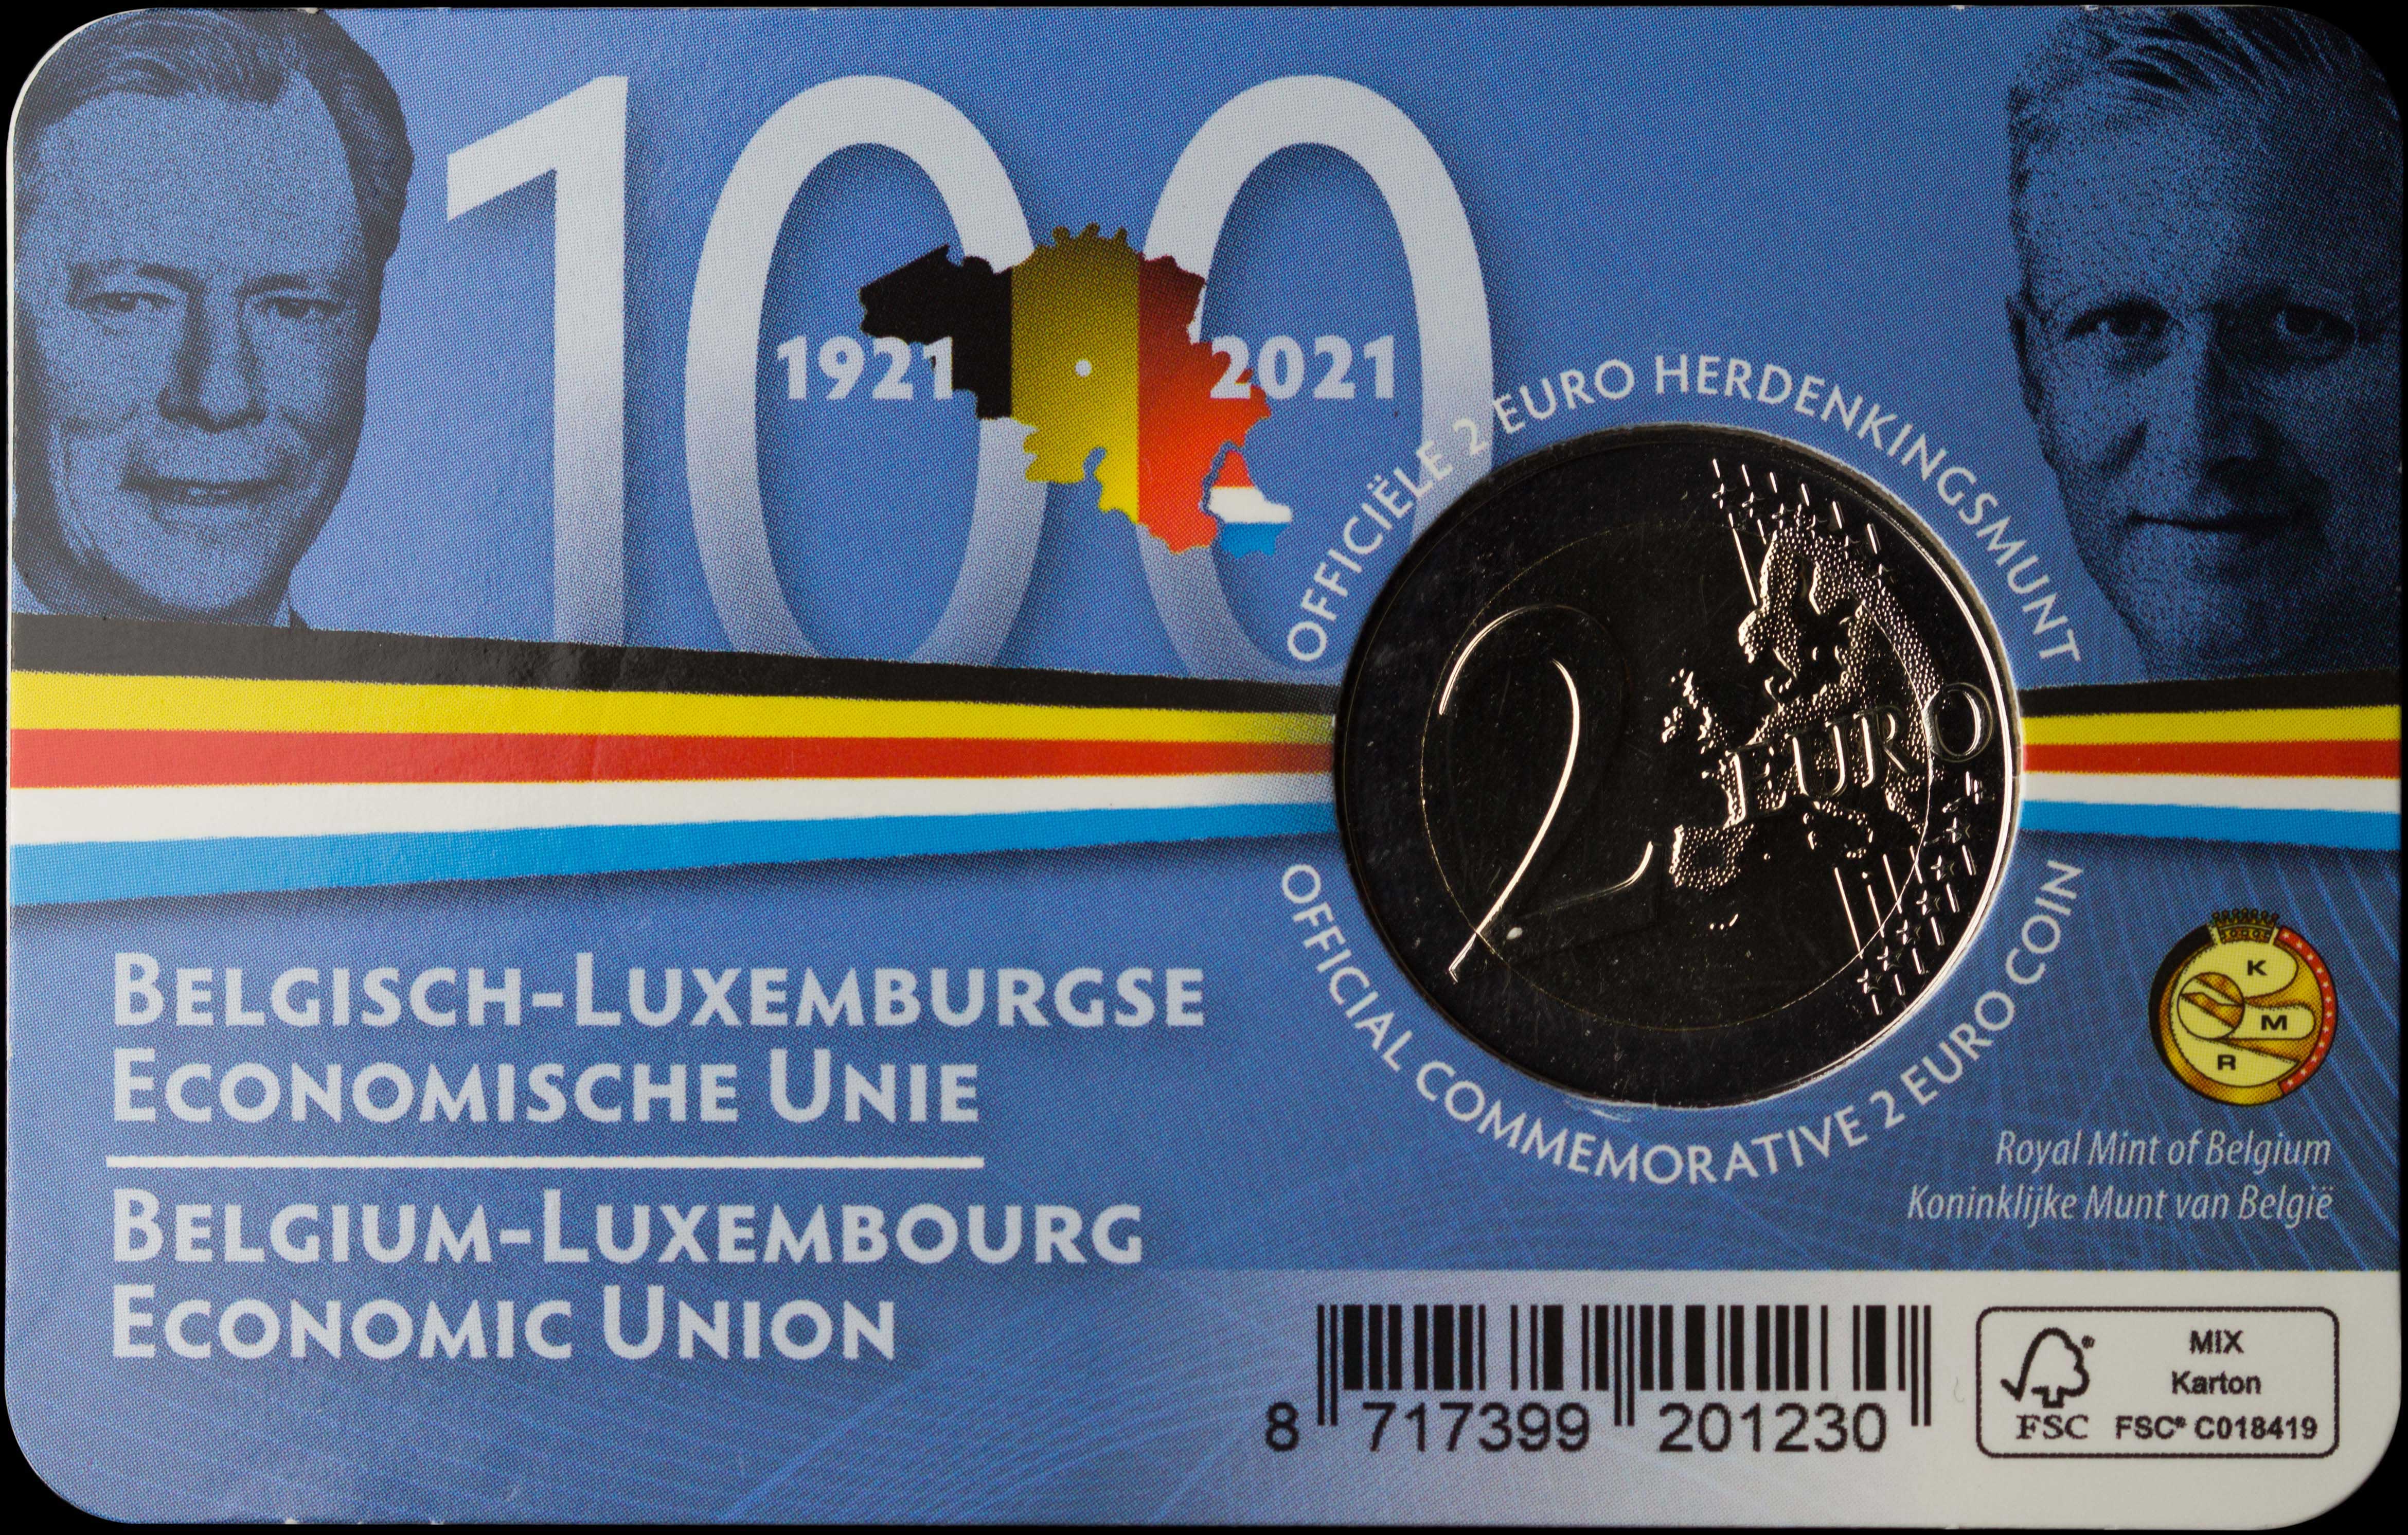 100
1921 2021
OFFICIËLE 2 EURO HERDENKINGSMUNT
2 EURO
OFFICIAL COMMEMORATIVE 2 EURO COIN
BELGISCH-LUXEMBURGSE
ECONOMISCHE UNIE
BELGIUM-LUXEMBOURG
ECONOMIC UNION
K
M
R
Royal Mint of Belgium
Koninklijke Munt van België
8 717399 201230
FSC
MIX
Karton
FSC® C018419